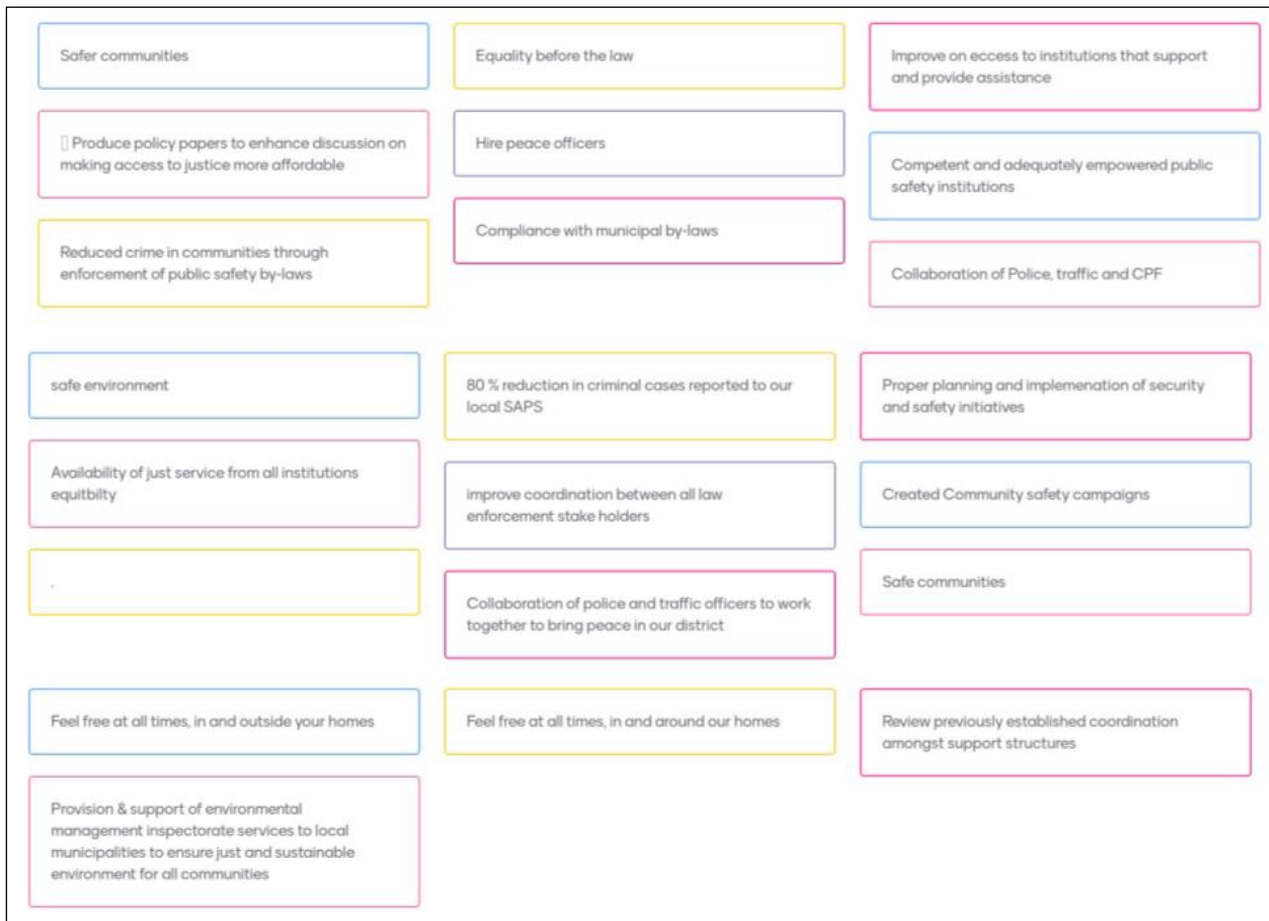 Safer communities
Equality before the law
Improve on eccess to institutions that support
and provide assistance
▯ Produce policy papers to enhance discussion on
making access to justice more affordable
Hire peace officers
Competent and adequately empowered public
safety institutions
Reduced crime in communities through
enforcement of public safety by-laws
Compliance with municipal by-laws
Collaboration of Police, traffic and CPF
safe environment
80 % reduction in criminal cases reported to our
local SAPS
Proper planning and implemenation of security
and safety initiatives
Availability of just service from all institutions
equitbilty
improve coordination between all law
enforcement stake holders
Created Community safety campaigns
.
Collaboration of police and traffic officers to work
together to bring peace in our district
Safe communities
Feel free at all times, in and outside your homes
Feel free at all times, in and around our homes
Review previously established coordination
amongst support structures
Provision & support of environmental
management inspectorate services to local
municipalities to ensure just and sustainable
environment for all communities